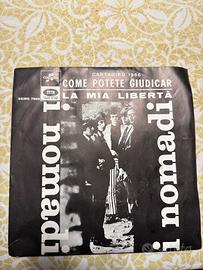 CANTAGIRO 1966
COME POTETE GIUDICAR
LA MIA LIBERTÀ
i nomadi
i nomadi